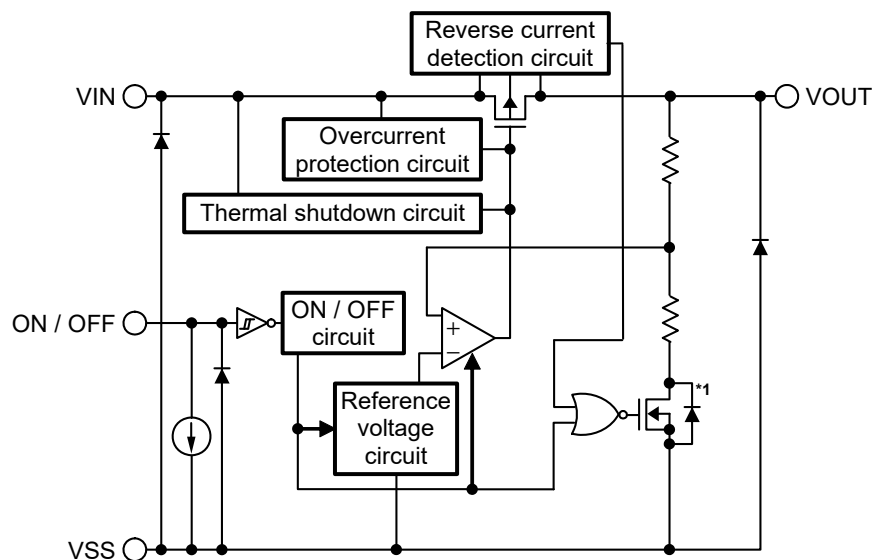 Reverse current
detection circuit
VIN
VOUT
Overcurrent
protection circuit
Thermal shutdown circuit
ON / OFF
ON / OFF
circuit
+
−
*1
Reference
voltage
circuit
VSS